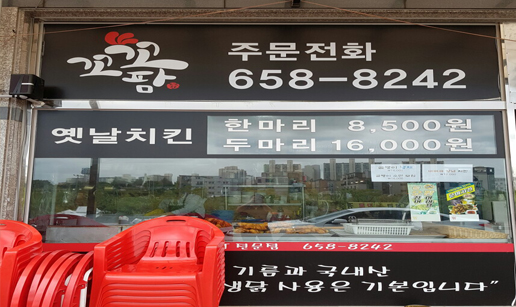 꼬꼬팜
주문전화
658-8242
옛날치킨
한마리 8,500원
두마리 16,000원
658-8242
기름과 국내산
사용은 기본입니다"